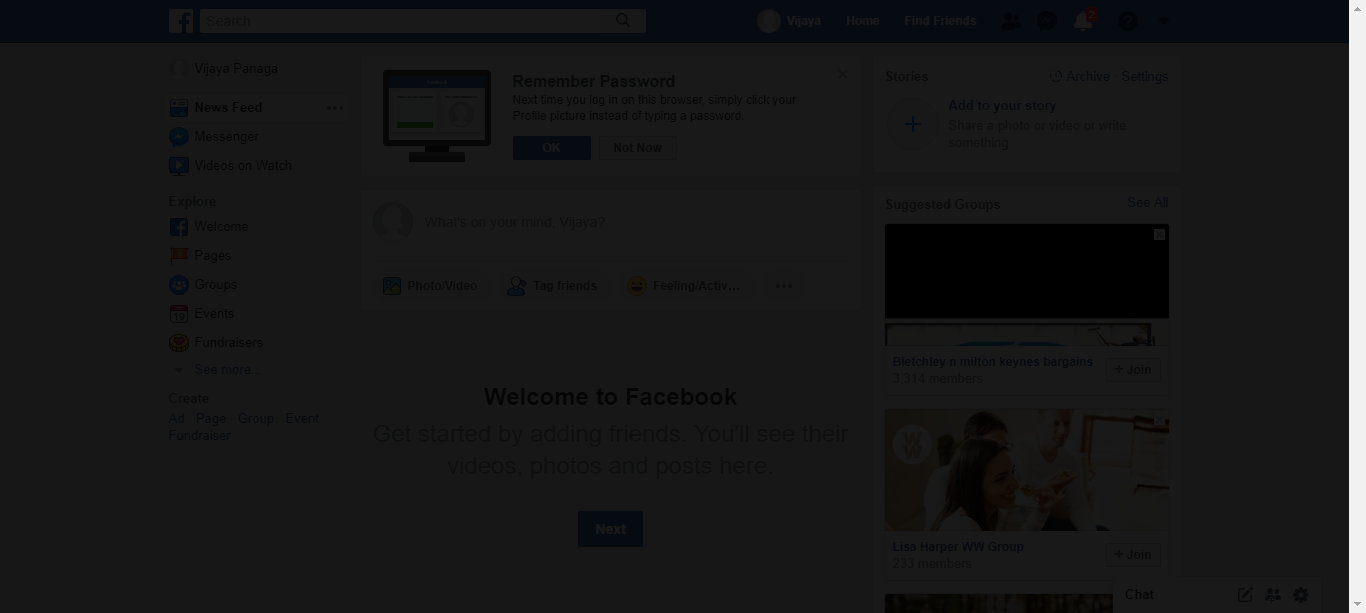 Search
Vijaya
Home
Find Friends
2
Vijaya Panaga
News Feed
Messenger
Videos on Watch
Explore
Welcome
Pages
Groups
Events
Fundraisers
See more...
Create
Ad Page Group Event
Fundraiser
Remember Password
Next time you log in on this browser, simply click your
Profile picture instead of typing a password.
OK
Not Now
What's on your mind, Vijaya?
Photo/Video
Tag friends
Feeling/Activ...
Welcome to Facebook
Get started by adding friends. You'll see their
videos, photos and posts here.
Next
Stories
Archive
Settings
Add to your story
Share a photo or video or write
something
Suggested Groups
See All
Bletchley n milton keynes bargains
3,314 members
+ Join
Lisa Harper WW Group
233 members
+ Join
Chat